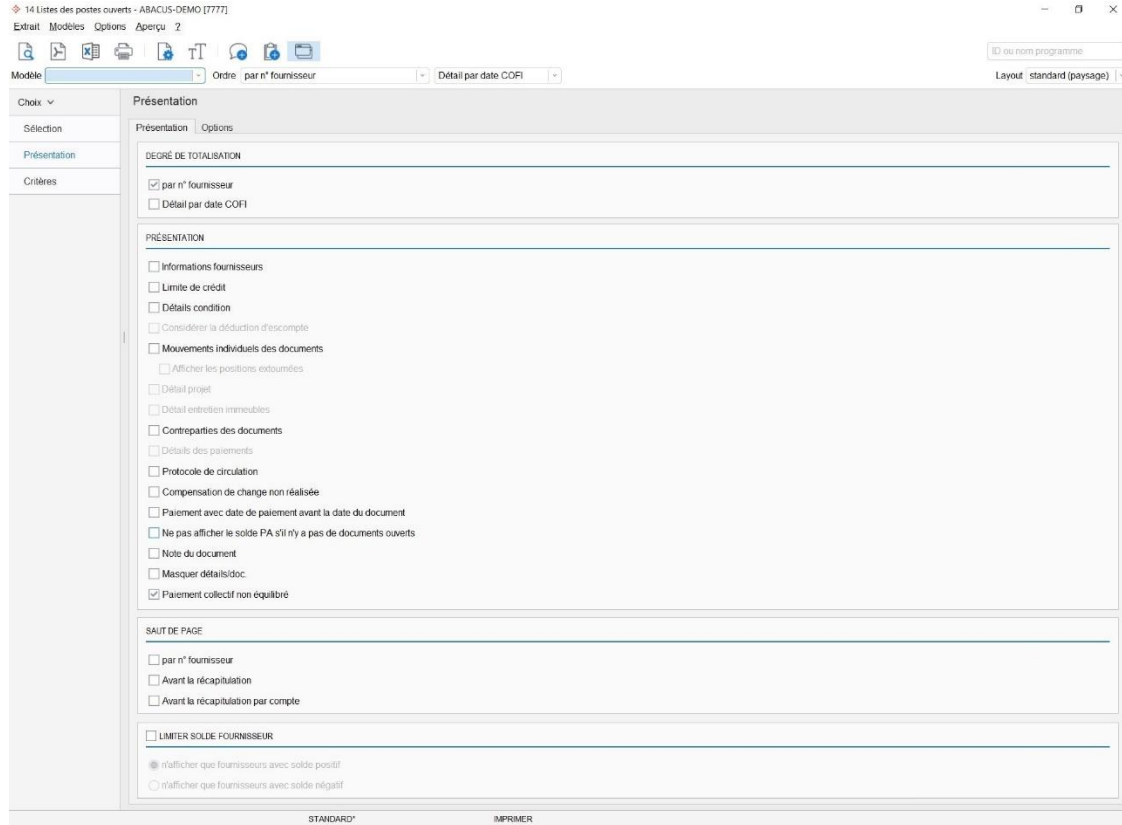 14 Listes des postes ouverts - ABACUS-DEMO [7777]
Extrait Modèles Options Aperçu ?
ID ou nom programme
Modèle Ordre par n° fournisseur Détail par date COFI Layout standard (paysage)
Choix Présentation
Sélection Présentation Options
Présentation
Critères
DEGRÉ DE TOTALISATION
par n° fournisseur
Détail par date COFI
PRÉSENTATION
Informations fournisseurs
Limite de crédit
Détails condition
Considérer la déduction d'escompte
Mouvements individuels des documents
Afficher les positions extournées
Détail projet
Détail entretien immeubles
Contreparties des documents
Détails des paiements
Protocole de circulation
Compensation de change non réalisée
Paiement avec date de paiement avant la date du document
Ne pas afficher le solde PA s'il n'y a pas de documents ouverts
Note du document
Masquer détails/doc.
Paiement collectif non équilibré
SAUT DE PAGE
par n° fournisseur
Avant la récapitulation
Avant la récapitulation par compte
LIMITER SOLDE FOURNISSEUR
n'afficher que fournisseurs avec solde positif
n'afficher que fournisseurs avec solde négatif
STANDARD* IMPRIMER